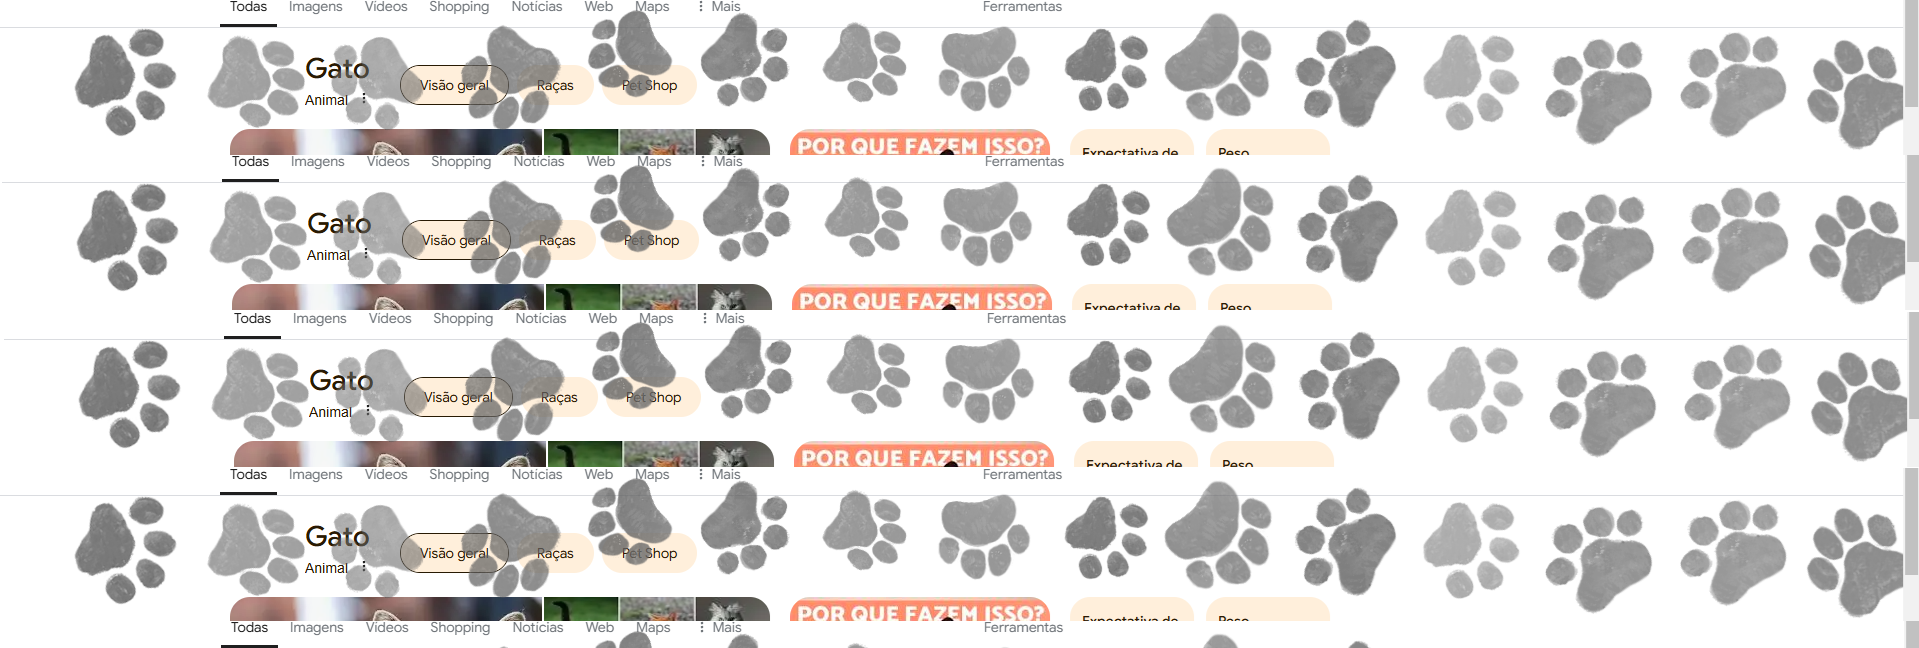 Todas Imagens Vídeos Shopping Notícias Web Maps Mais Ferramentas
Gato
Animal
Visão geral Raças Pet Shop
POR QUE FAZEM ISSO? Expectativa de Peso
Todas Imagens Vídeos Shopping Notícias Web Maps Mais Ferramentas
Gato
Animal
Visão geral Raças Pet Shop
POR QUE FAZEM ISSO? Expectativa de Peso
Todas Imagens Vídeos Shopping Notícias Web Maps Mais Ferramentas
Gato
Animal
Visão geral Raças Pet Shop
POR QUE FAZEM ISSO? Expectativa de Peso
Todas Imagens Vídeos Shopping Notícias Web Maps Mais Ferramentas
Gato
Animal
Visão geral Raças Pet Shop
POR QUE FAZEM ISSO? Expectativa de Peso
Todas Imagens Vídeos Shopping Notícias Web Maps Mais Ferramentas